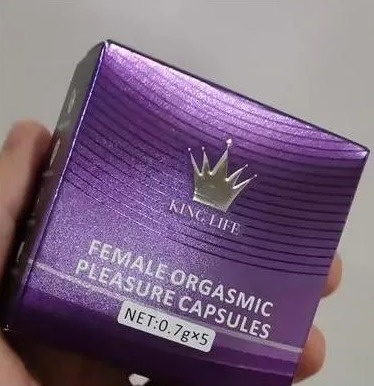 KING LIFE
FEMALE ORGASMIC
PLEASURE CAPSULES
NET:0.7g×5